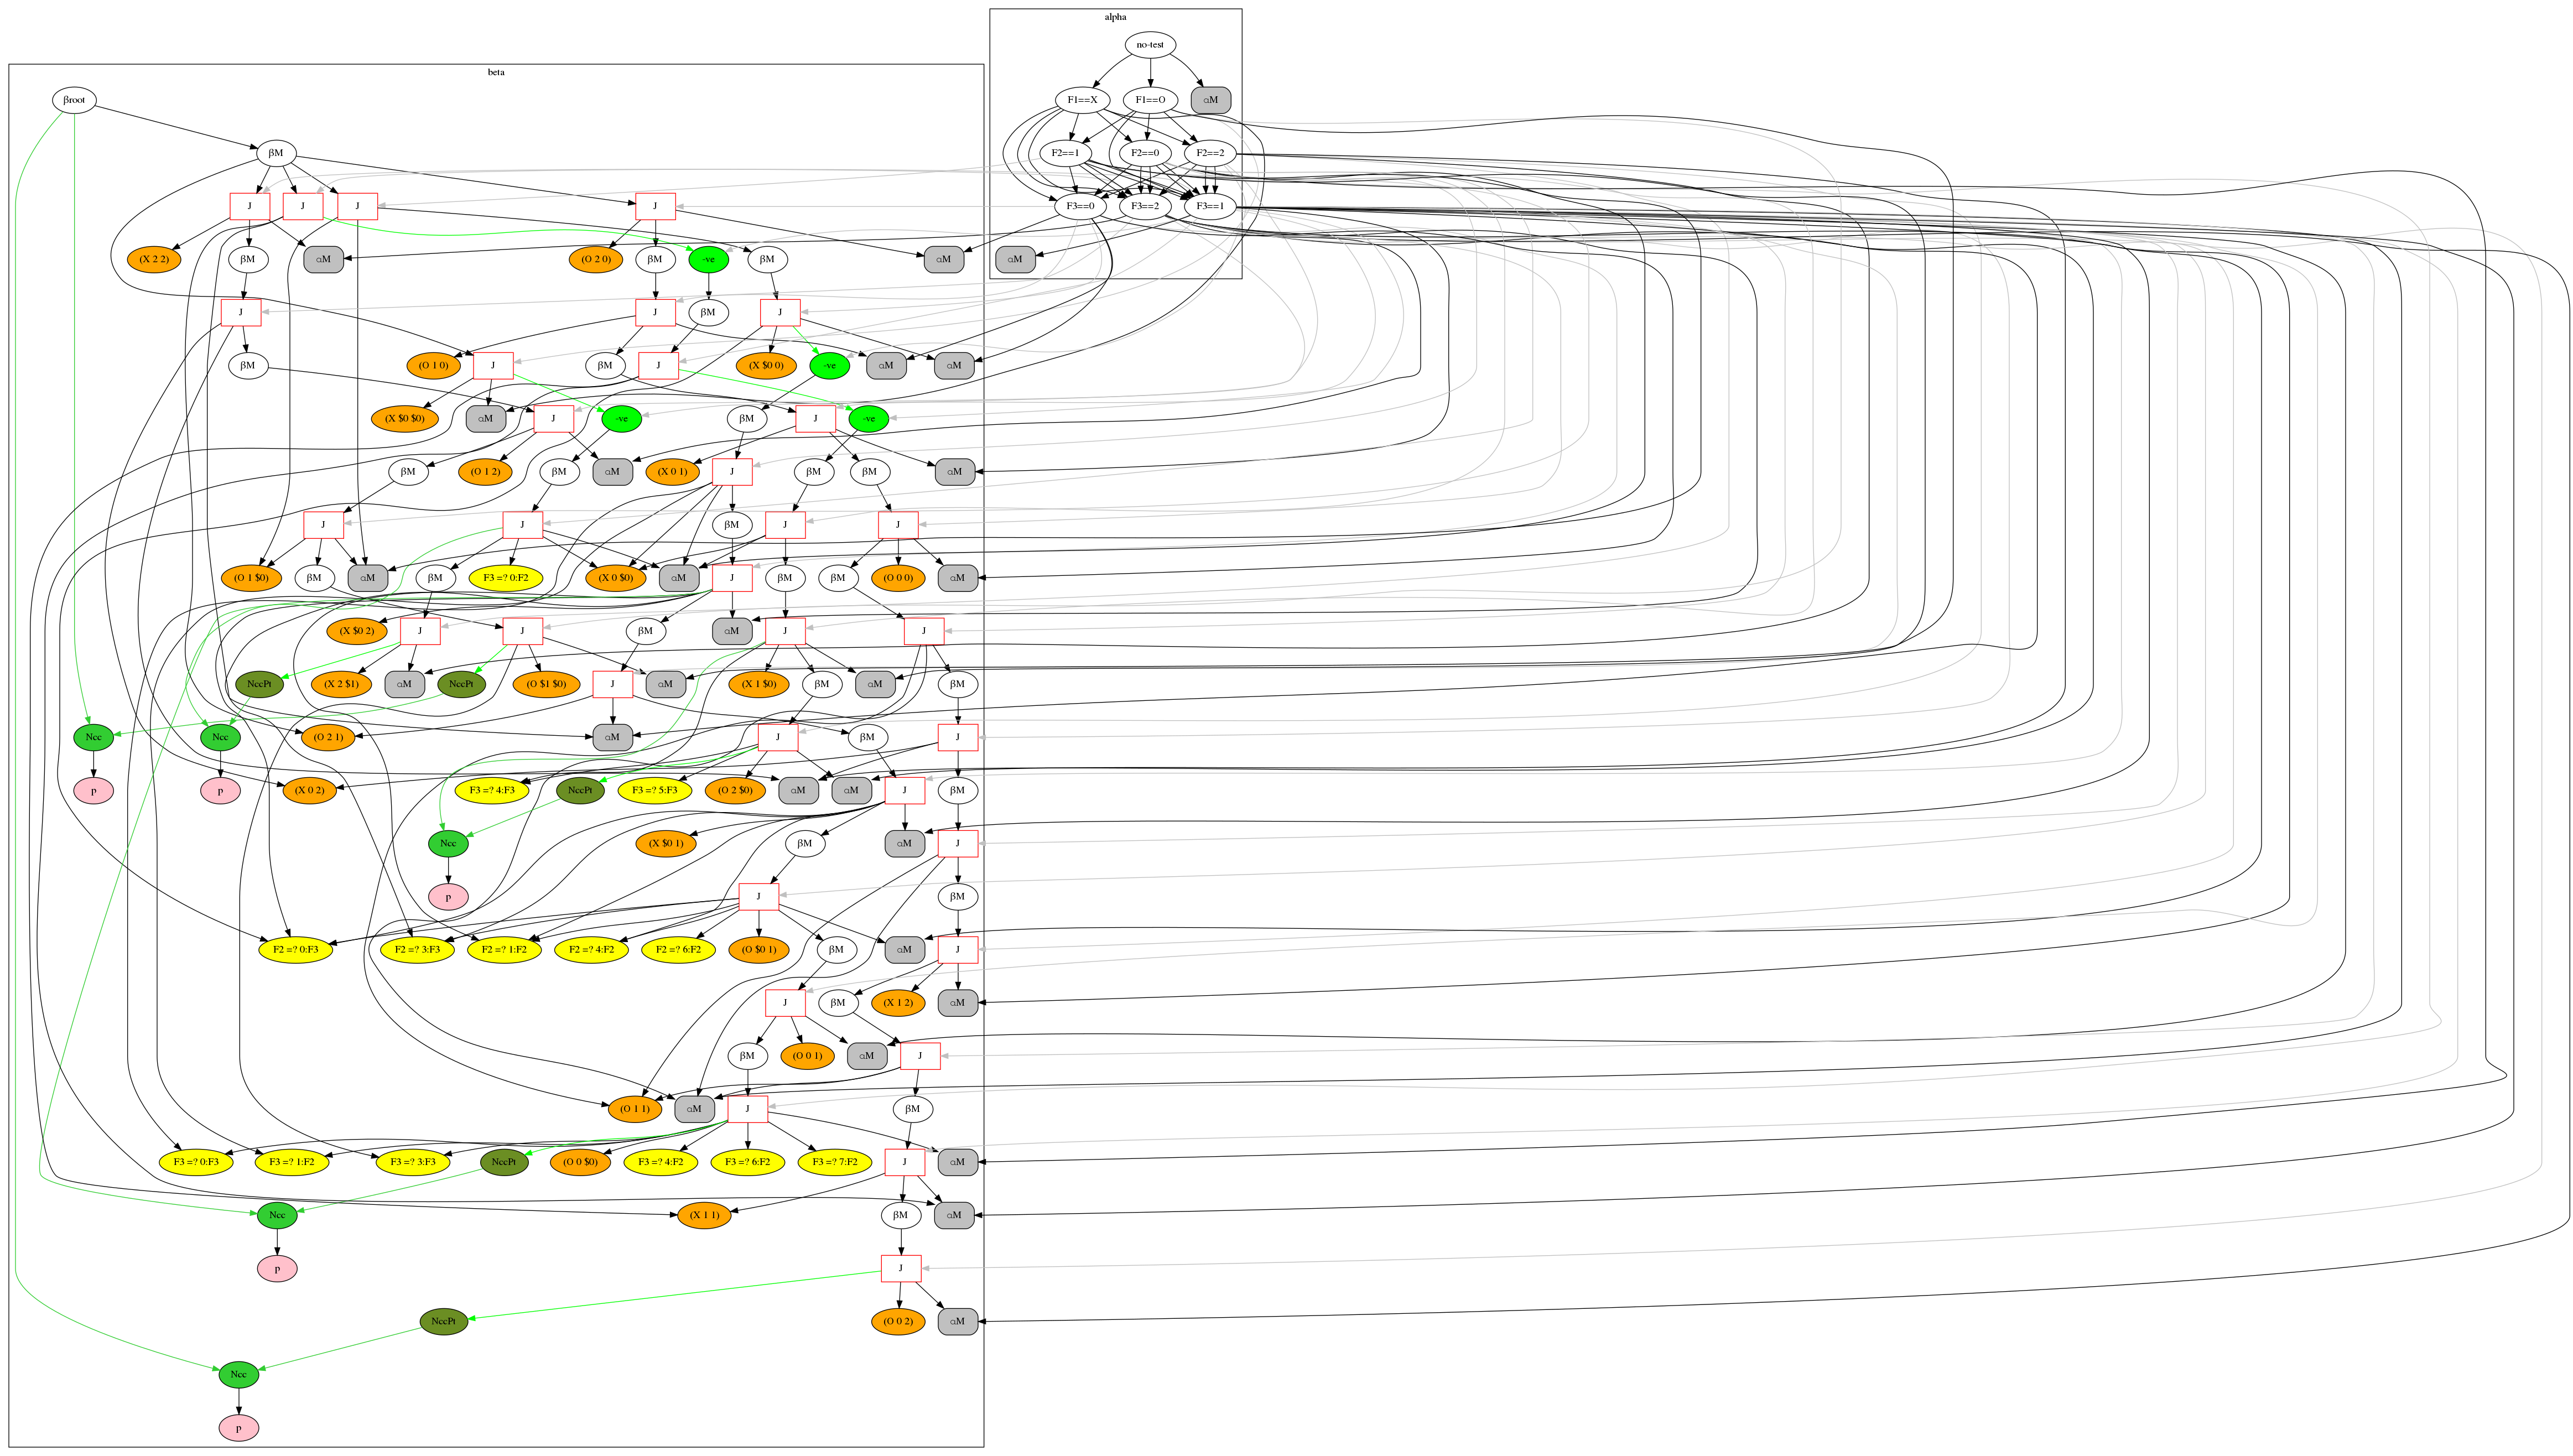 alpha
no-test
beta
βroot
F1==X
F1==O
αM
βM
F2==1
F2==0
F2==2
J
J
J
J
F3==0
F3==2
F3==1
(X 2 2)
βM
αM
(O 2 0)
βM
-ve
βM
αM
αM
J
J
βM
J
βM
(O 1 0)
J
βM
J
(X $0 0)
-ve
αM
αM
(X $0 $0)
αM
J
-ve
βM
J
-ve
βM
(O 1 2)
βM
αM
(X 0 1)
J
βM
βM
αM
J
J
βM
J
J
(O 1 $0)
βM
αM
βM
F3 =? 0:F2
(X 0 $0)
αM
J
βM
βM
(O 0 0)
αM
(X $0 2)
J
J
βM
αM
J
J
NccPt
(X 2 $1)
αM
NccPt
(O $1 $0)
J
αM
(X 1 $0)
βM
αM
βM
Ncc
Ncc
(O 2 1)
αM
J
βM
J
p
p
(X 0 2)
F3 =? 4:F3
NccPt
F3 =? 5:F3
(O 2 $0)
αM
αM
J
βM
Ncc
(X $0 1)
βM
αM
J
p
J
βM
F2 =? 0:F3
F2 =? 3:F3
F2 =? 1:F2
F2 =? 4:F2
F2 =? 6:F2
(O $0 1)
βM
αM
J
J
βM
(X 1 2)
αM
βM
(O 0 1)
αM
J
(O 1 1)
αM
J
βM
F3 =? 0:F3
F3 =? 1:F2
F3 =? 3:F3
NccPt
(O 0 $0)
F3 =? 4:F2
F3 =? 6:F2
F3 =? 7:F2
J
αM
Ncc
(X 1 1)
βM
αM
p
J
NccPt
(O 0 2)
αM
Ncc
p